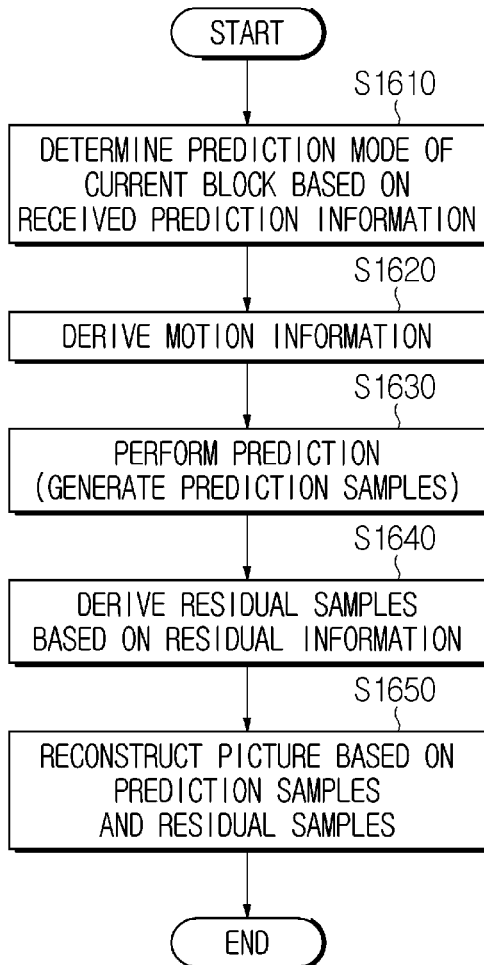 START
S1610
DETERMINE PREDICTION MODE OF
CURRENT BLOCK BASED ON
RECEIVED PREDICTION INFORMATION
S1620
DERIVE MOTION INFORMATION
S1630
PERFORM PREDICTION
(GENERATE PREDICTION SAMPLES)
S1640
DERIVE RESIDUAL SAMPLES
BASED ON RESIDUAL INFORMATION
S1650
RECONSTRUCT PICTURE BASED ON
PREDICTION SAMPLES
AND RESIDUAL SAMPLES
END